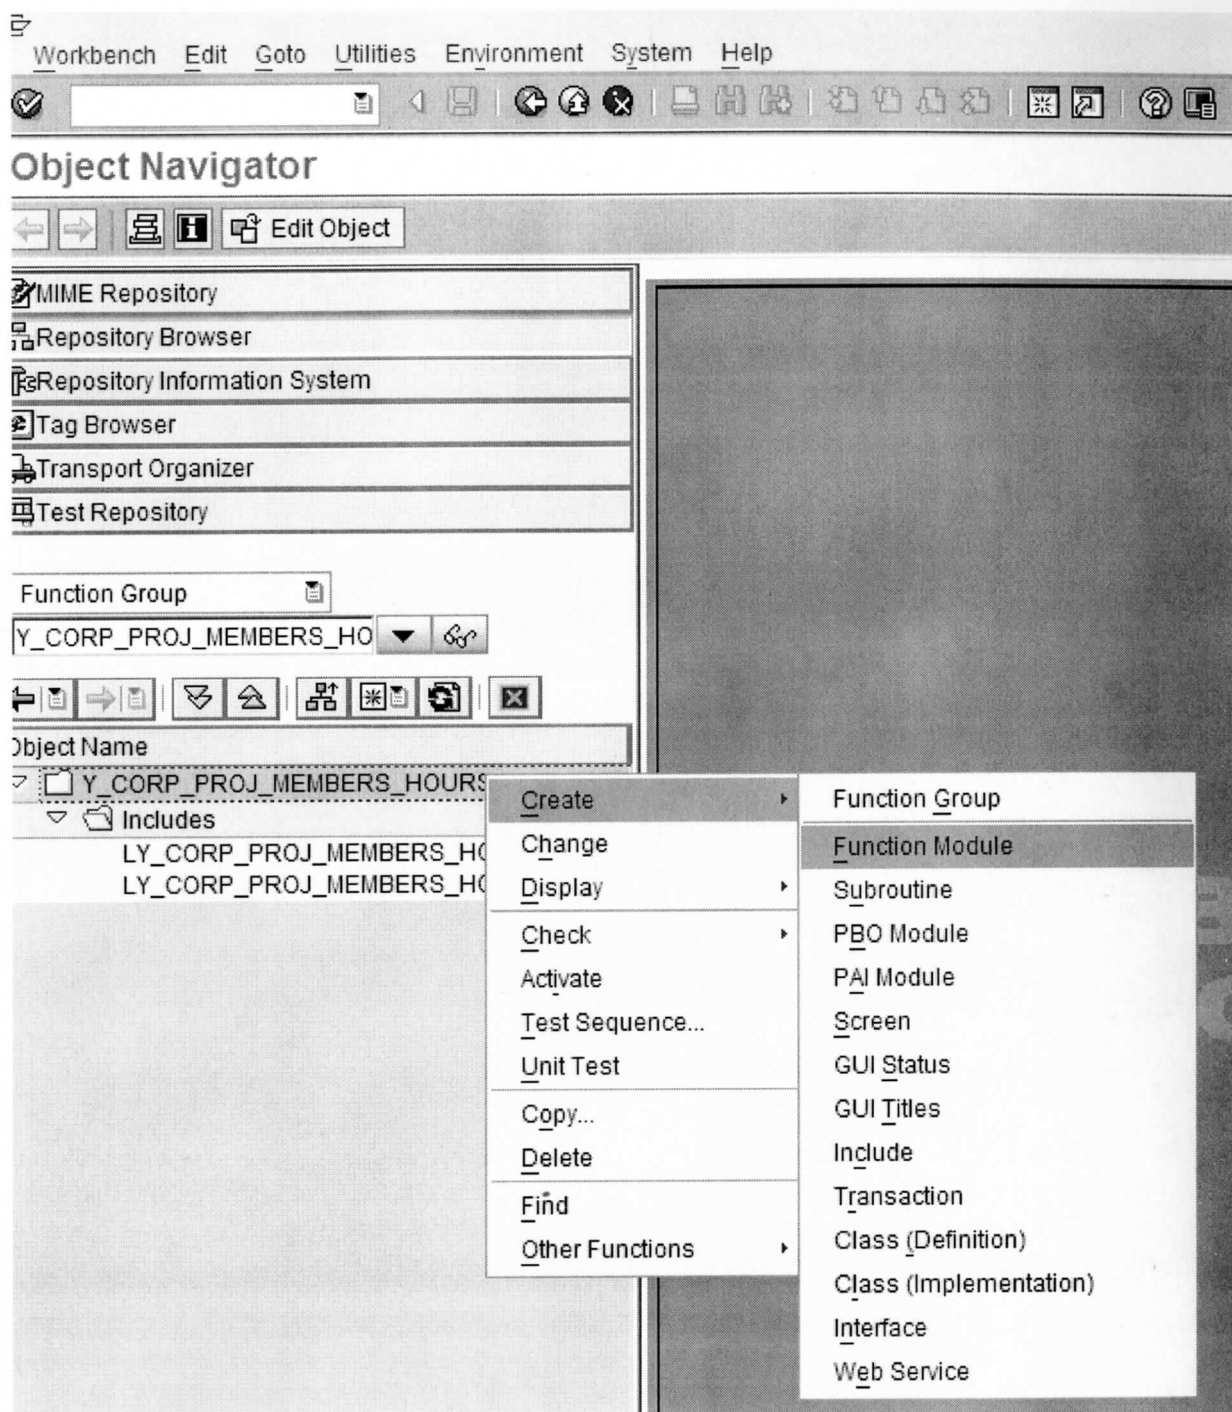 Workbench Edit Goto Utilities Environment System Help
Object Navigator
Edit Object
MIME Repository
Repository Browser
Repository Information System
Tag Browser
Transport Organizer
Test Repository
Function Group
Y_CORP_PROJ_MEMBERS_HO
Object Name
Y_CORP_PROJ_MEMBERS_HOURS
Includes
LY_CORP_PROJ_MEMBERS_HO
LY_CORP_PROJ_MEMBERS_HO
Create
Change
Display
Check
Activate
Test Sequence...
Unit Test
Copy...
Delete
Find
Other Functions
Function Group
Function Module
Subroutine
PBO Module
PAI Module
Screen
GUI Status
GUI Titles
Include
Transaction
Class (Definition)
Class (Implementation)
Interface
Web Service